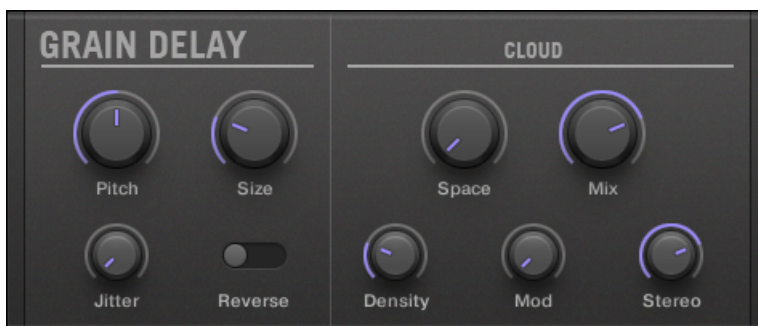 GRAIN DELAY
CLOUD
Pitch
Size
Space
Mix
Jitter
Reverse
Density
Mod
Stereo